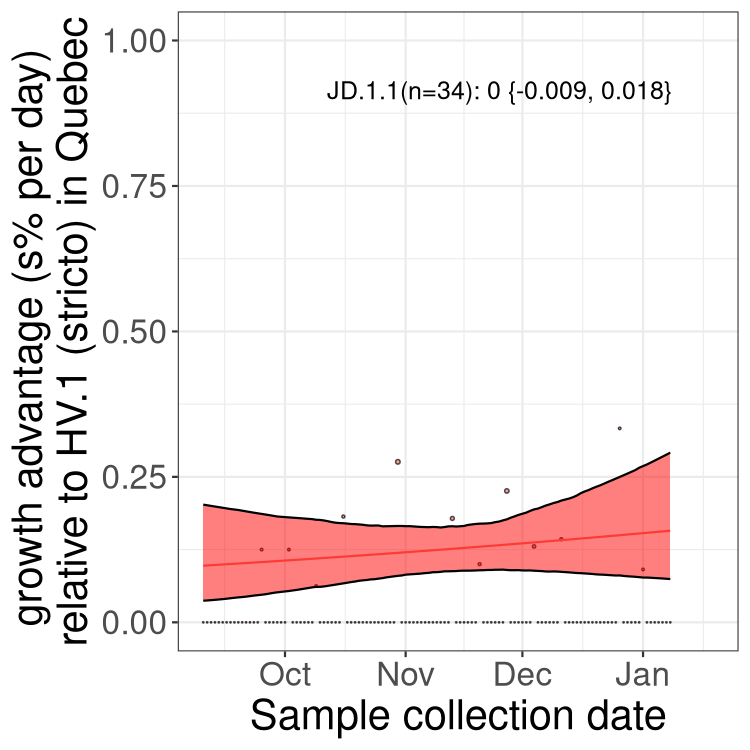 growth advantage (s% per day)
relative to HV.1 (stricto) in Quebec
1.00
0.75
0.50
0.25
0.00
JD.1.1(n=34): 0 {-0.009, 0.018}
Oct Nov Dec Jan
Sample collection date